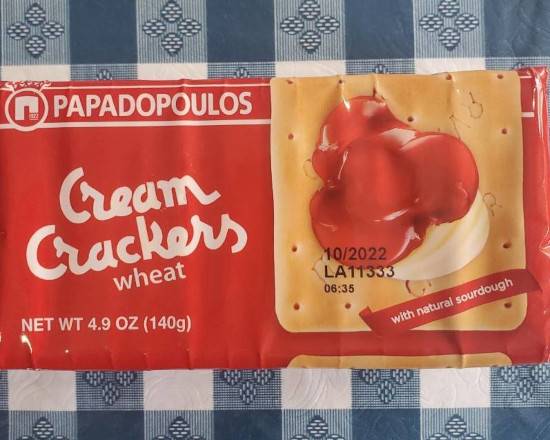 PAPADOPOULOS
Cream
Crackers
wheat
NET WT 4.9 OZ (140g)
10/2022
LA11333
06:35
with natural sourdough